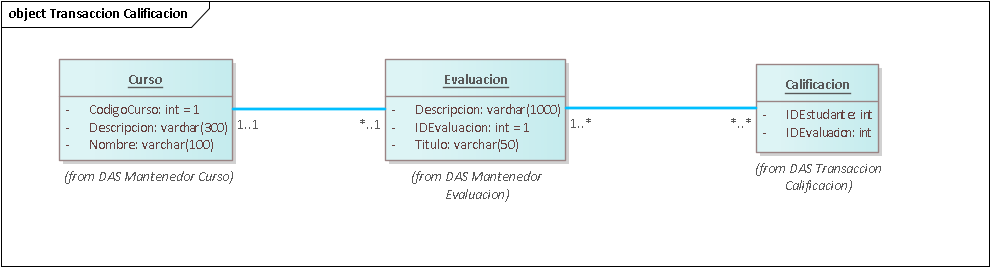 object Transaccion Calificacion
Curso
- CodigoCurso: int = 1
- Descripcion: varchar(300)
- Nombre: varchar(100)
(from DAS Mantenedor Curso)
1..1
*..1
Evaluacion
- Descripcion: varchar(1000)
- IDEvaluacion: int = 1
- Titulo: varchar(50)
(from DAS Mantenedor
Evaluacion)
1..*
*..*
Calificacion
- IDEstudiante: int
- IDEvaluacion: int
(from DAS Transaccion
Calificacion)